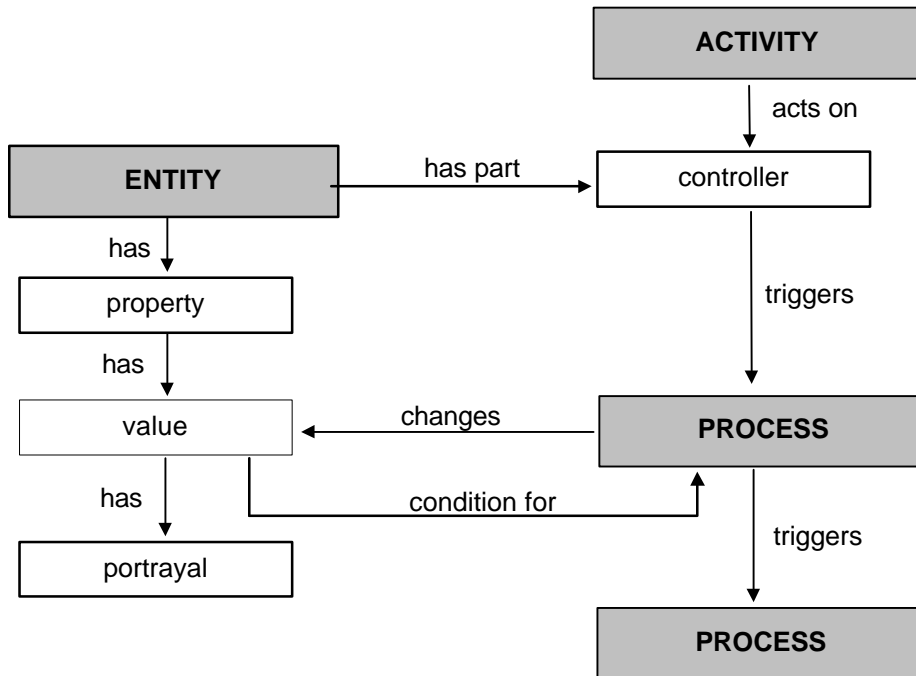 ACTIVITY
acts on
ENTITY
has part
controller
has
property
triggers
has
value
changes
PROCESS
has
condition for
triggers
portrayal
PROCESS